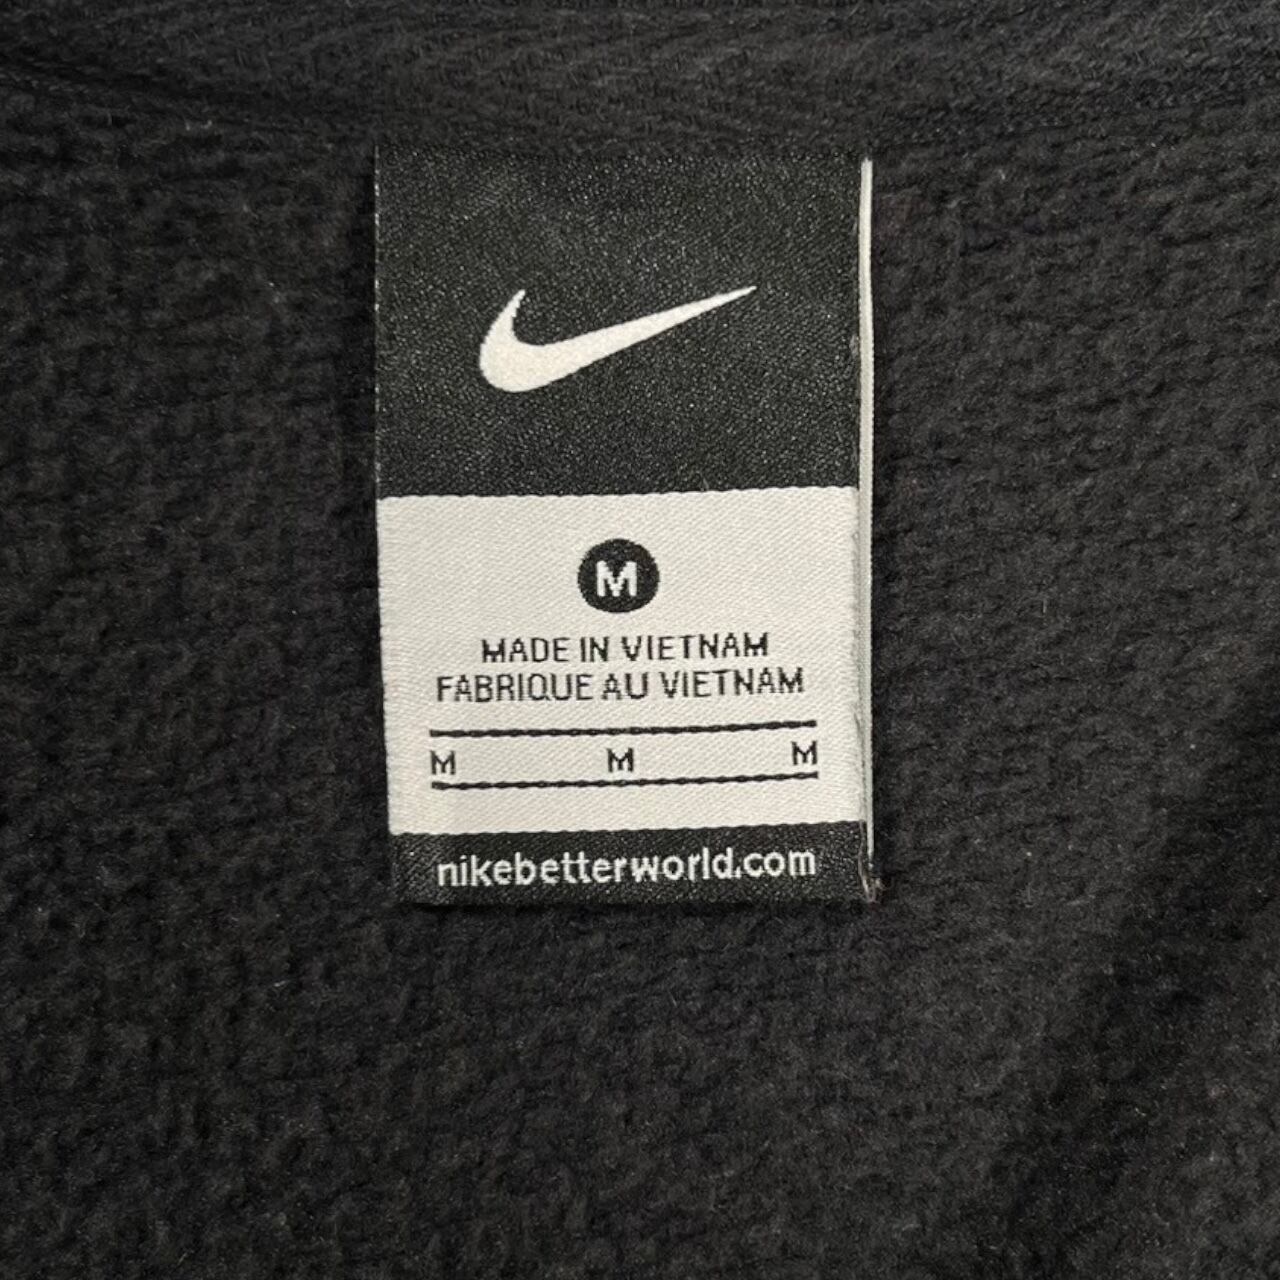 M
MADE IN VIETNAM
FABRIQUE AU VIETNAM
M M M
nikebetterworld.com